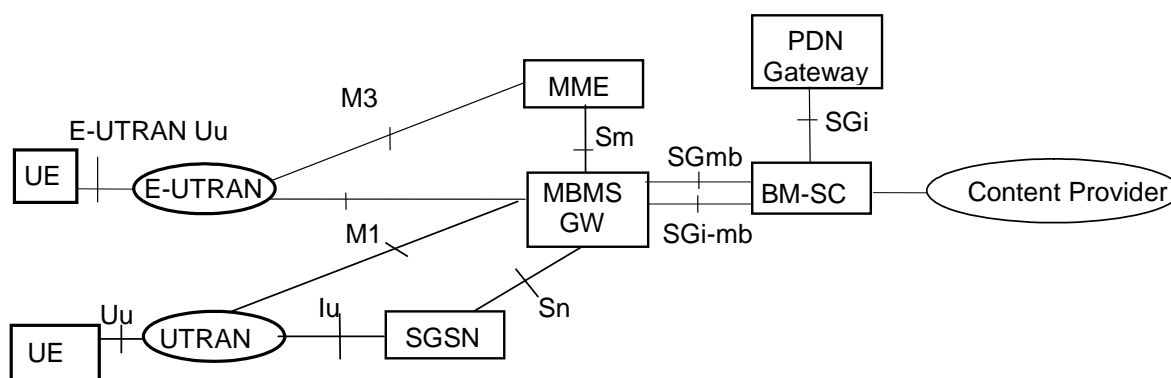 PDN
Gateway
MME
M3
SGi
E-UTRAN Uu
Sm
SGmb
UE
E-UTRAN
MBMS
GW
BM-SC
Content Provider
M1
SGi-mb
Uu
Iu
Sn
UTRAN
SGSN
UE